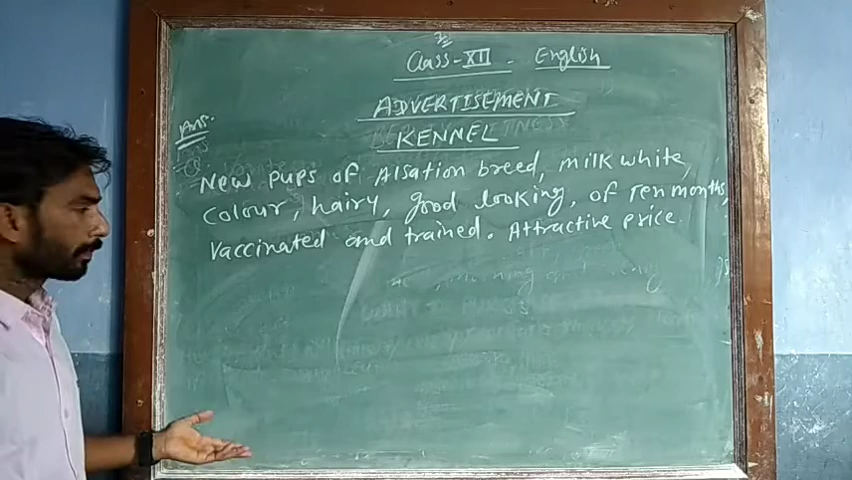 Class-XII - English
ADVERTISEMENT
KENNEL
Ans.
New pups of Alsation breed, milk white,
colour, hairy, good looking, of Ten months,
vaccinated and trained. Attractive price.